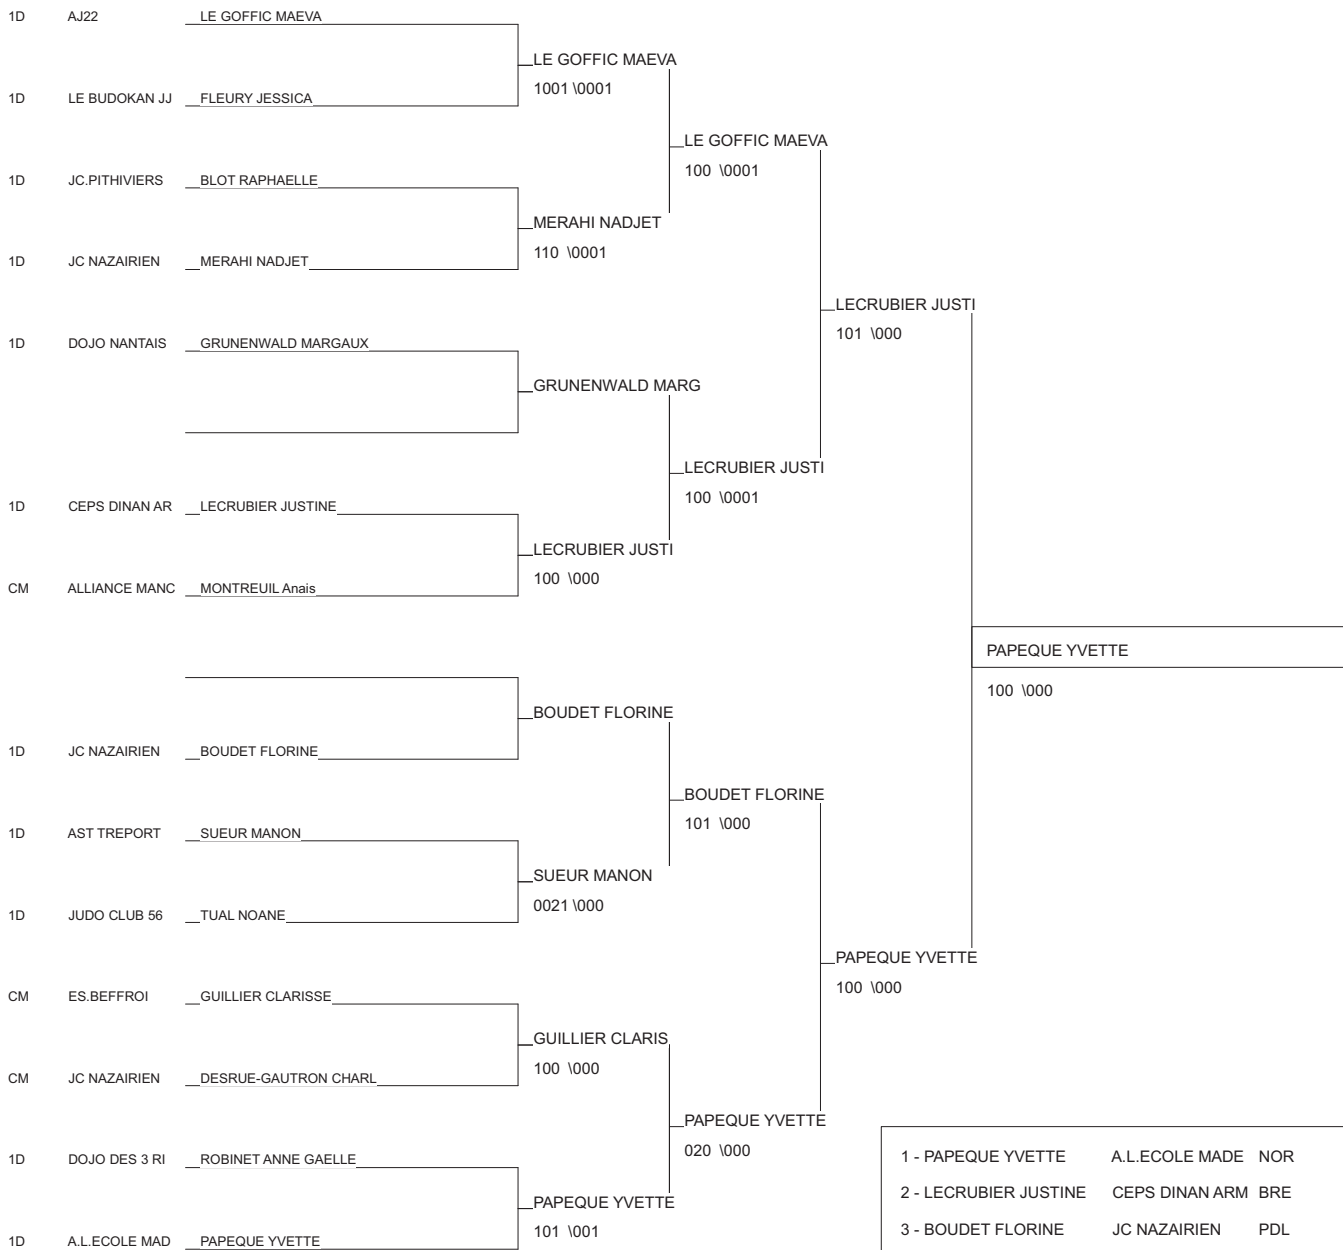 1D AJ22 LE GOFFIC MAEVA
LE GOFFIC MAEVA
1001 \0001
1D LE BUDOKAN JJ FLEURY JESSICA
LE GOFFIC MAEVA
100 \0001
1D JC.PITHIVIERS BLOT RAPHAELLE
MERAHI NADJET
110 \0001
1D JC NAZAIRIEN MERAHI NADJET
LECRUBIER JUSTI
101 \000
1D DOJO NANTAIS GRUNENWALD MARGAUX
GRUNENWALD MARG
LECRUBIER JUSTI
100 \0001
1D CEPS DINAN AR LECRUBIER JUSTINE
LECRUBIER JUSTI
100 \000
CM ALLIANCE MANC MONTREUIL Anais
PAPEQUE YVETTE
100 \000
BOUDET FLORINE
1D JC NAZAIRIEN BOUDET FLORINE
BOUDET FLORINE
101 \000
1D AST TREPORT SUEUR MANON
SUEUR MANON
0021 \000
1D JUDO CLUB 56 TUAL NOANE
PAPEQUE YVETTE
100 \000
CM ES.BEFFROI GUILLIER CLARISSE
GUILLIER CLARIS
100 \000
CM JC NAZAIRIEN DESRUE-GAUTRON CHARL
PAPEQUE YVETTE
020 \000
1D DOJO DES 3 RI ROBINET ANNE GAELLE
PAPEQUE YVETTE
101 \001
1D A.L.ECOLE MAD PAPEQUE YVETTE
1 - PAPEQUE YVETTE A.L.ECOLE MADE NOR
2 - LECRUBIER JUSTINE CEPS DINAN ARM BRE
3 - BOUDET FLORINE JC NAZAIRIEN PDL